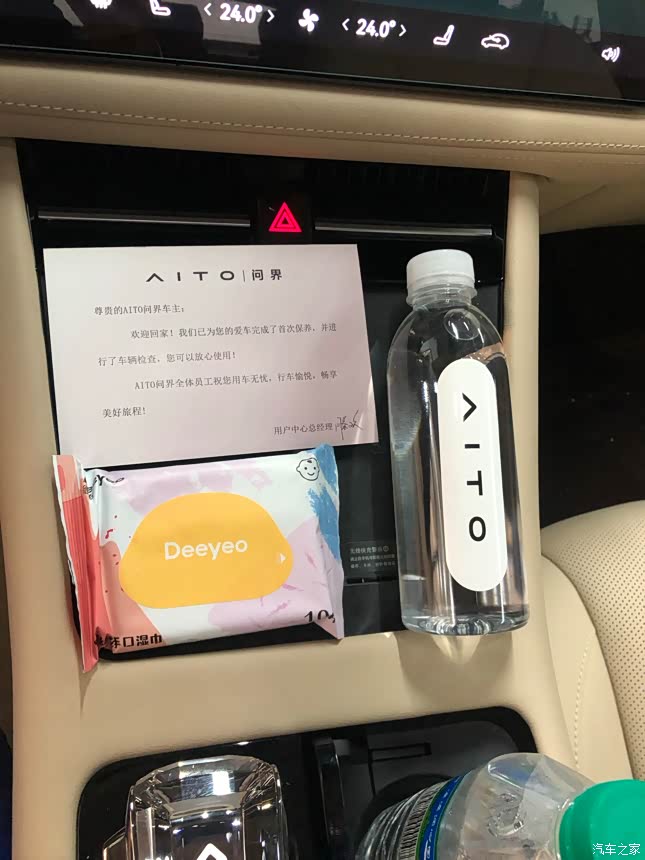 < 24.0° >
< 24.0° >
AITO | 问界
尊贵的AITO问界车主：
欢迎回家！我们已为您的爱车完成了首次保养，并进
行了车辆检查，您可以放心使用！
AITO问界全体员工祝您用车无忧，行车愉悦，畅享
美好旅程！
用户中心总经理
AITO
Deeyeo
口湿巾
汽车之家